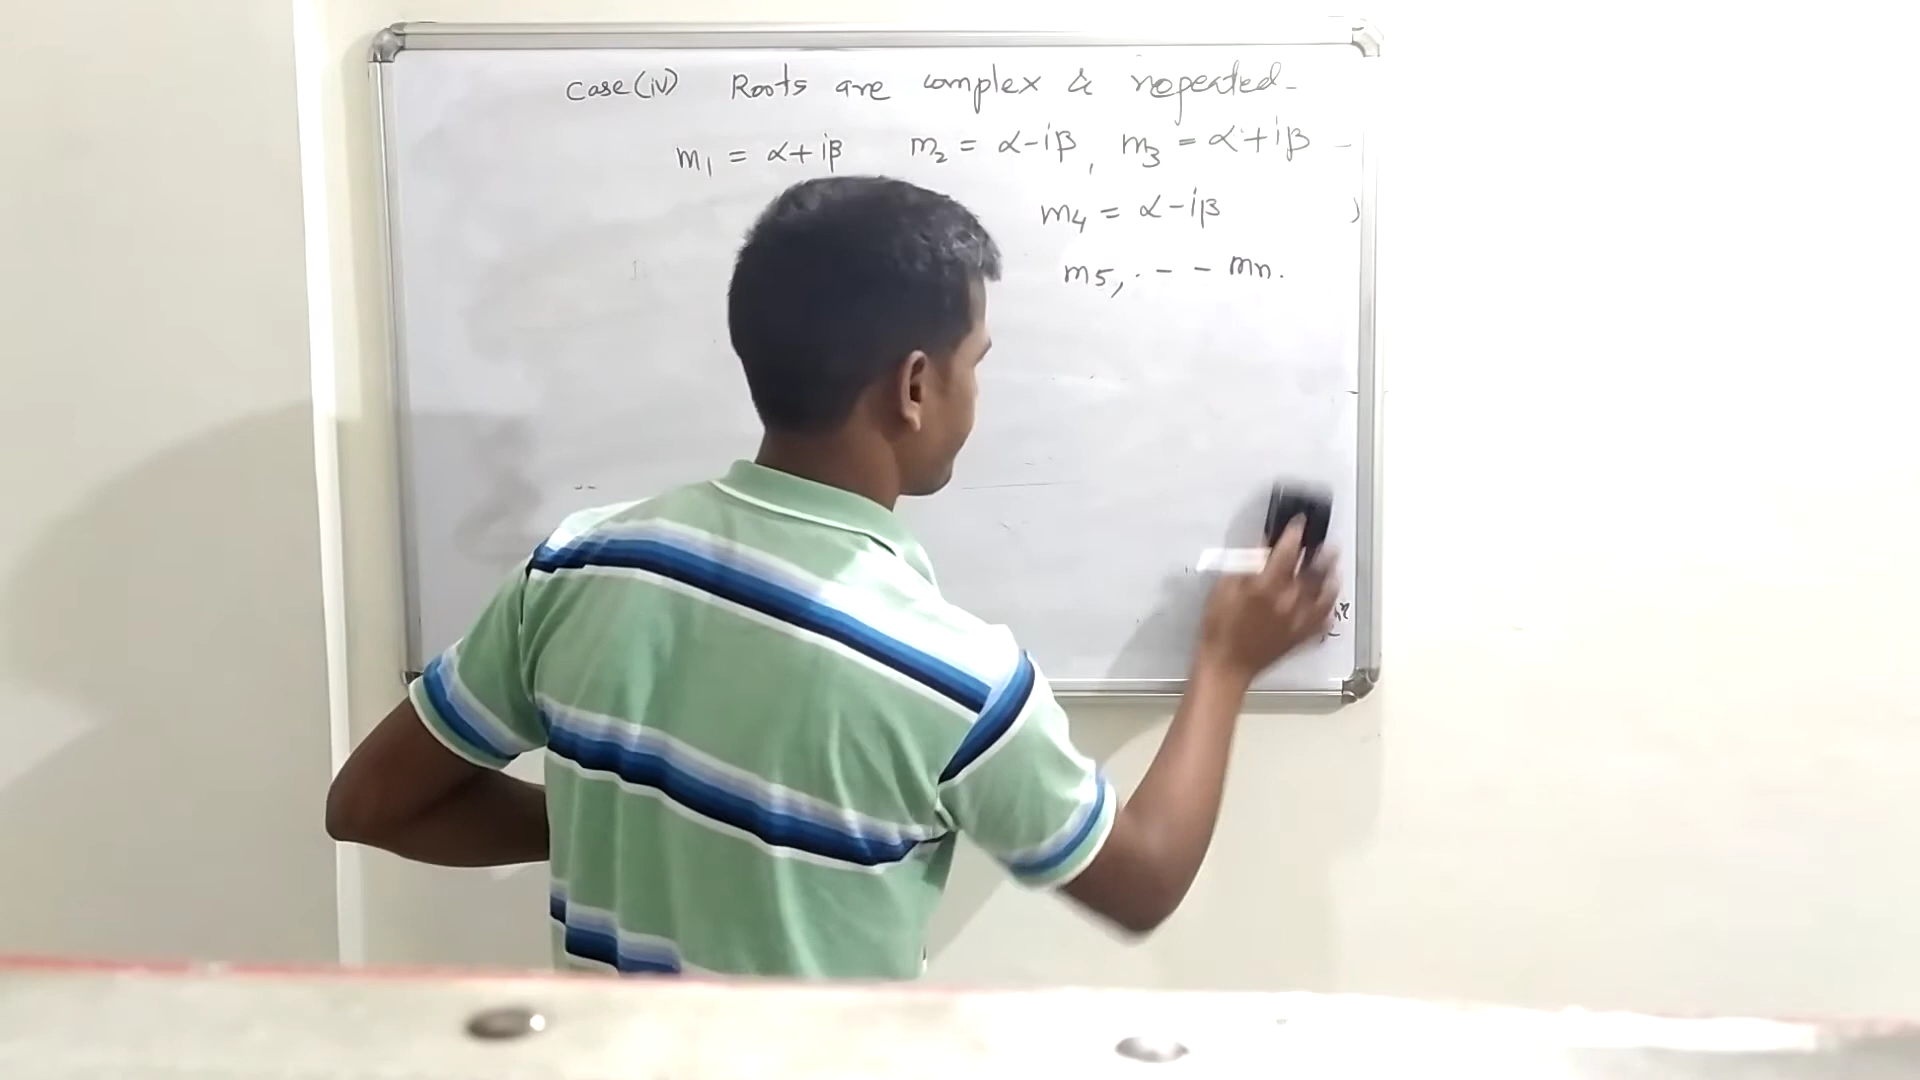 Case (iv) Roots are complex & repeated-
m₁ = α+iβ m₂ = α-iβ, m₃ = α+iβ -
m₄ = α-iβ )
m₅, . - - mn.